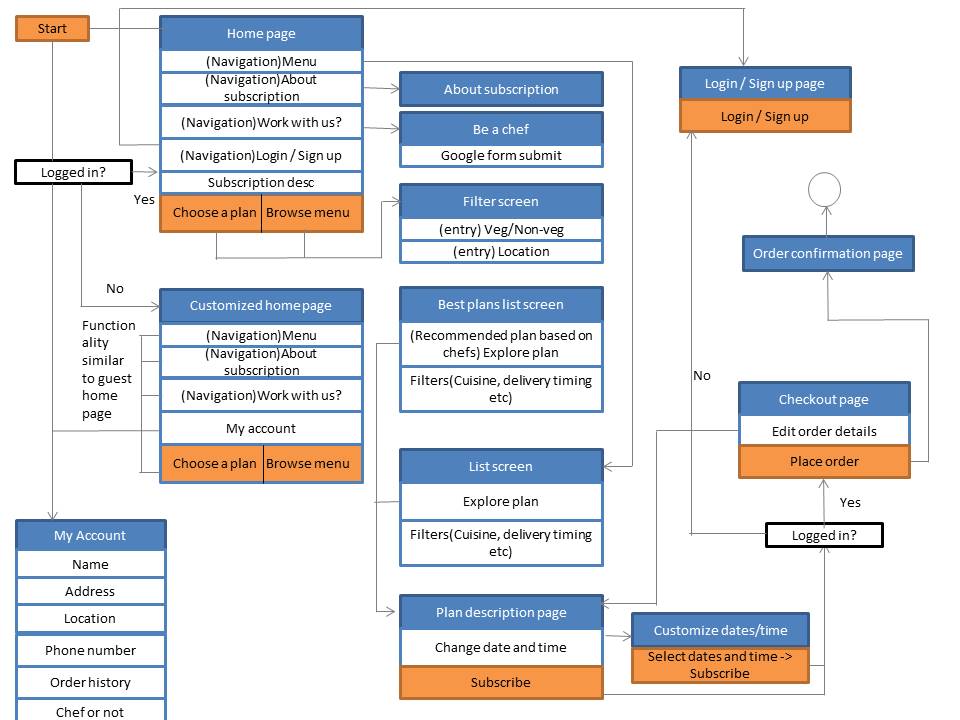 Start
Home page
(Navigation)Menu
(Navigation)About
subscription
(Navigation)Work with us?
(Navigation)Login / Sign up
Subscription desc
Choose a plan
Browse menu
Logged in?
Yes
No
About subscription
Be a chef
Google form submit
Filter screen
(entry) Veg/Non-veg
(entry) Location
Login / Sign up page
Login / Sign up
Order confirmation page
Function
ality
similar
to guest
home
page
Customized home page
(Navigation)Menu
(Navigation)About
subscription
(Navigation)Work with us?
My account
Choose a plan
Browse menu
Best plans list screen
(Recommended plan based on
chefs) Explore plan
Filters(Cuisine, delivery timing
etc)
List screen
Explore plan
Filters(Cuisine, delivery timing
etc)
No
Checkout page
Edit order details
Place order
Yes
Logged in?
My Account
Name
Address
Location
Phone number
Order history
Chef or not
Plan description page
Change date and time
Subscribe
Customize dates/time
Select dates and time ->
Subscribe